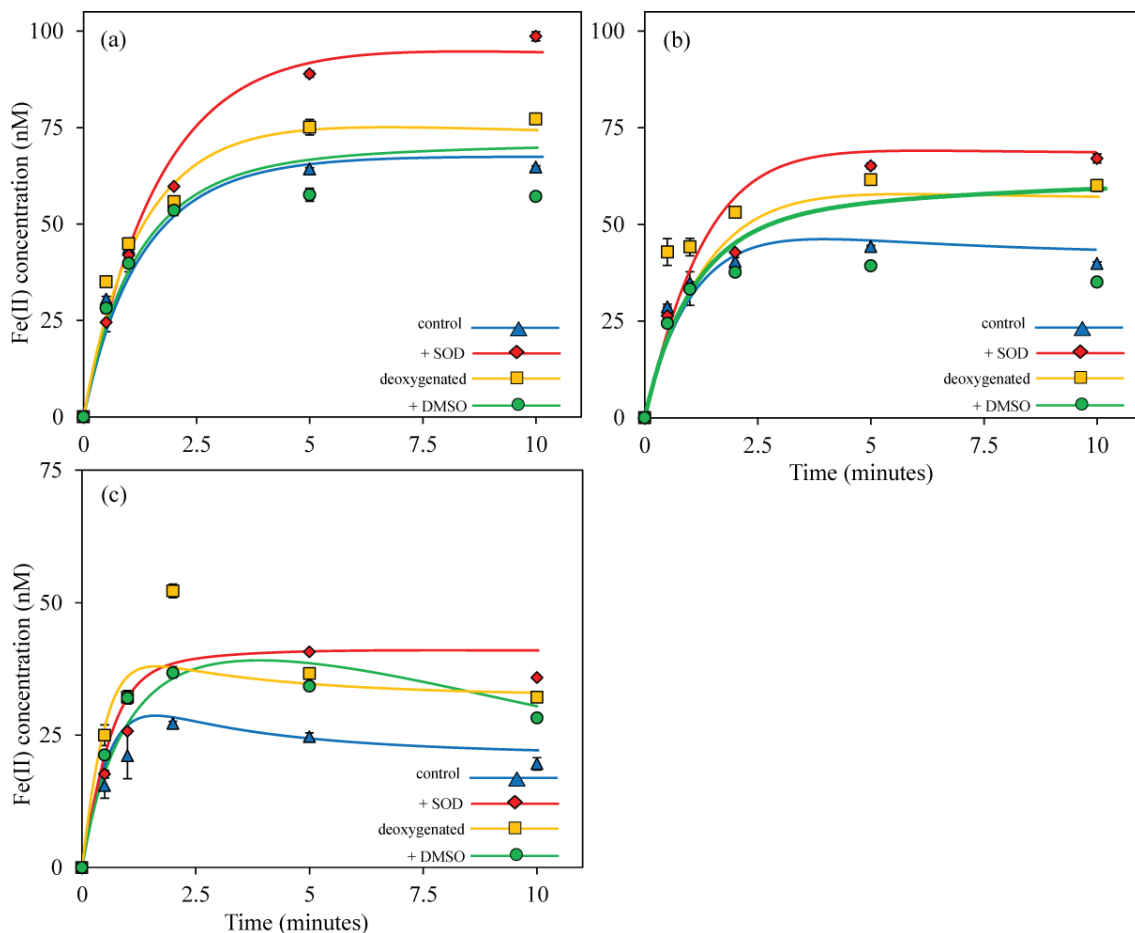 (a)
Fe(II) concentration (nM)
100
75
50
25
0
0
2.5
5
7.5
10
control
+ SOD
deoxygenated
+ DMSO
(b)
100
75
50
25
0
0
2.5
5
7.5
10
Time (minutes)
control
+ SOD
deoxygenated
+ DMSO
(c)
Fe(II) concentration (nM)
75
50
25
0
0
2.5
5
7.5
10
Time (minutes)
control
+ SOD
deoxygenated
+ DMSO